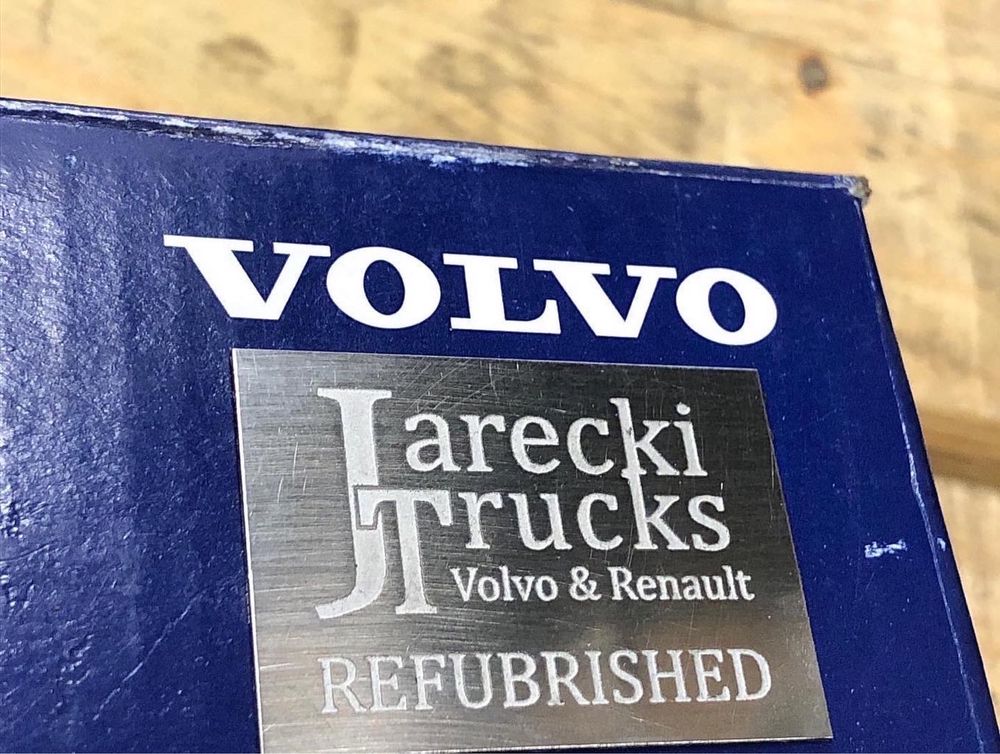 VOLVO
Jarecki
Trucks
Volvo & Renault
REFUBRISHED